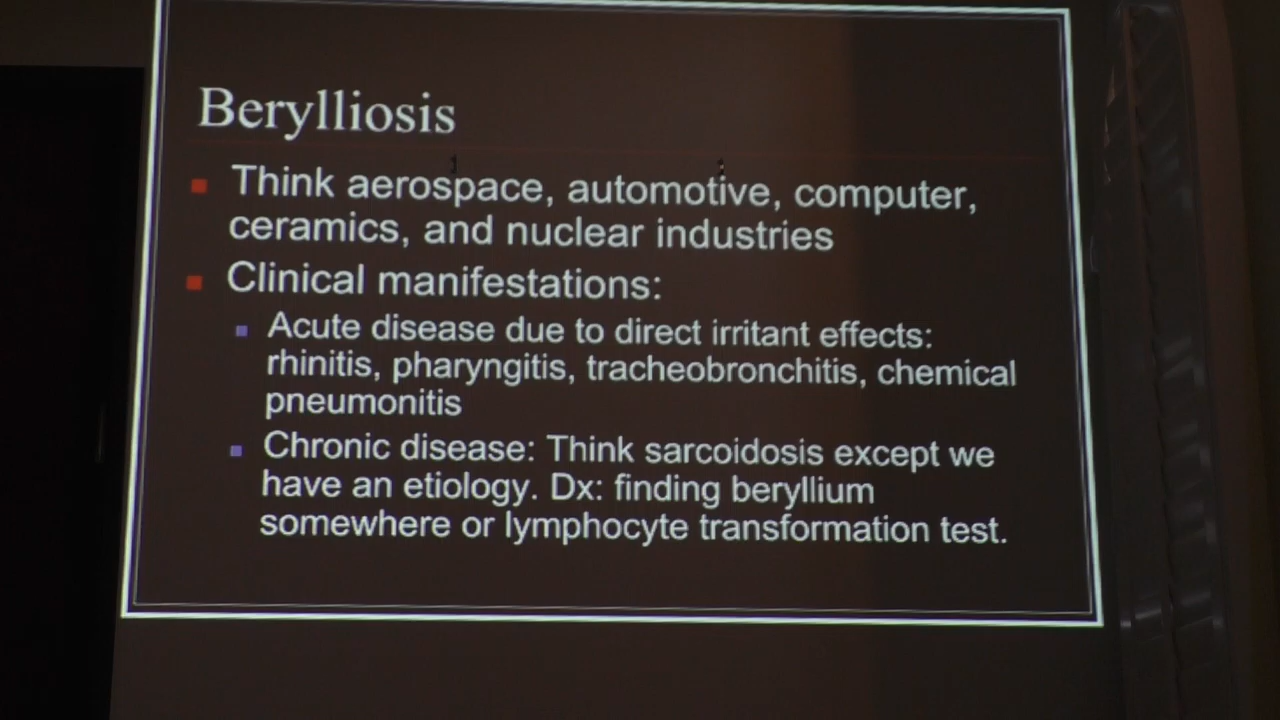 Berylliosis
Think aerospace, automotive, computer,
ceramics, and nuclear industries
Clinical manifestations:
Acute disease due to direct irritant effects:
rhinitis, pharyngitis, tracheobronchitis, chemical
pneumonitis
Chronic disease: Think sarcoidosis except we
have an etiology. Dx: finding beryllium
somewhere or lymphocyte transformation test.